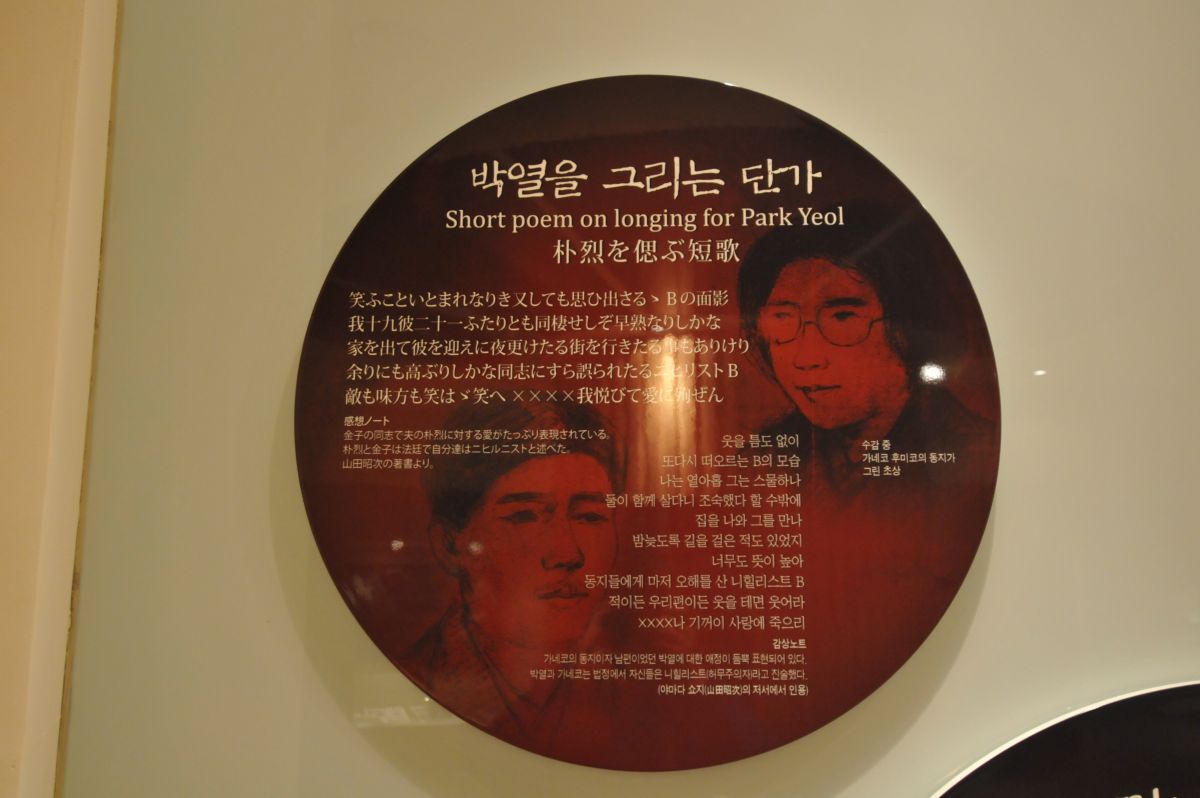 박열을 그리는 단가
Short poem on longing for Park Yeol
朴烈を偲ぶ短歌
笑ふこといとまれなりき又しても思ひ出さるゝBの面影
我十九彼二十一ふたりとも同棲せしぞ早熟なりしかな
家を出て彼を迎えに夜更けたる街を行きたる事もありけり
余りにも高ぶりしかな同志にすら誤られたるニヒリストB
敵も味方も笑はゞ笑へ××××我悦びて愛に殉ぜん
感想ノート
金子の同志で夫の朴烈に対する愛がたっぷり表現されている。
朴烈と金子は法廷で自分達はニヒルニストと述べた。
山田昭次の著書より。
수감 중
가네코 후미코의 동지가
그린 초상
웃을 틈도 없이
또다시 떠오르는 B의 모습
나는 열아홉 그는 스물하나
둘이 함께 살다니 조숙했다 할 수밖에
집을 나와 그를 만나
밤늦도록 길을 걸은 적도 있었지
너무도 뜻이 높아
동지들에게 마저 오해를 산 니힐리스트 B
적이든 우리편이든 웃을 테면 웃어라
××××나 기꺼이 사랑에 죽으리
감상노트
가네코의 동지이자 남편이었던 박열에 대한 애정이 듬뿍 표현되어 있다.
박열과 가네코는 법정에서 자신들은 니힐리스트(허무주의자)라고 진술했다.
(야마다 쇼지(山田昭次)의 저서에서 인용)